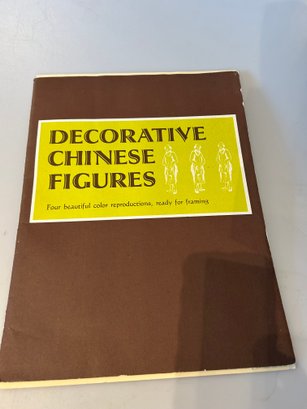 DECORATIVE
CHINESE
FIGURES
Four beautiful color reproductions, ready for framing